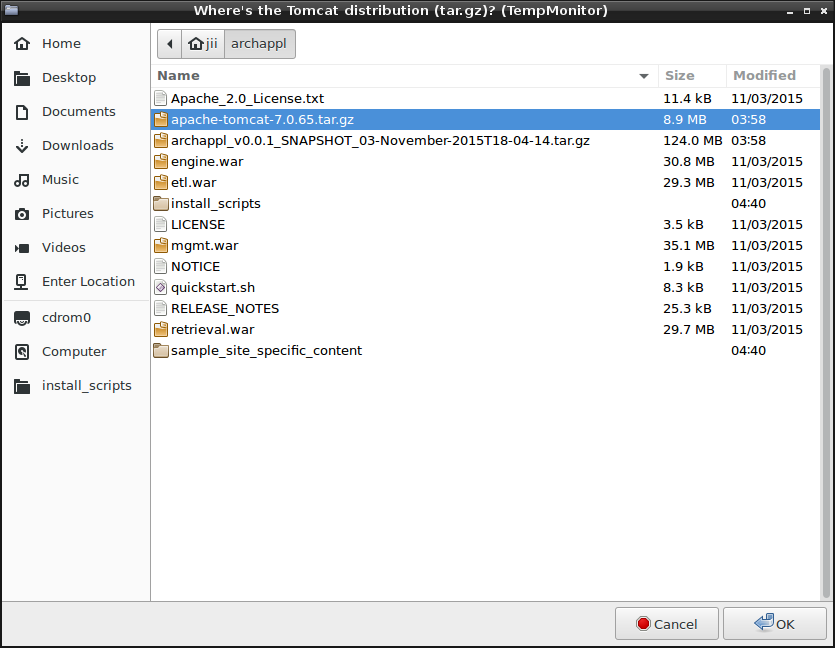 Where's the Tomcat distribution (tar.gz)? (TempMonitor)
Home
Desktop
Documents
Downloads
Music
Pictures
Videos
Enter Location
cdrom0
Computer
install_scripts
jii archappl
Name Size Modified
Apache_2.0_License.txt 11.4 kB 11/03/2015
apache-tomcat-7.0.65.tar.gz 8.9 MB 03:58
archappl_v0.0.1_SNAPSHOT_03-November-2015T18-04-14.tar.gz 124.0 MB 03:58
engine.war 30.8 MB 11/03/2015
etl.war 29.3 MB 11/03/2015
install_scripts 04:40
LICENSE 3.5 kB 11/03/2015
mgmt.war 35.1 MB 11/03/2015
NOTICE 1.9 kB 11/03/2015
quickstart.sh 8.3 kB 11/03/2015
RELEASE_NOTES 25.3 kB 11/03/2015
retrieval.war 29.7 MB 11/03/2015
sample_site_specific_content 04:40
Cancel OK